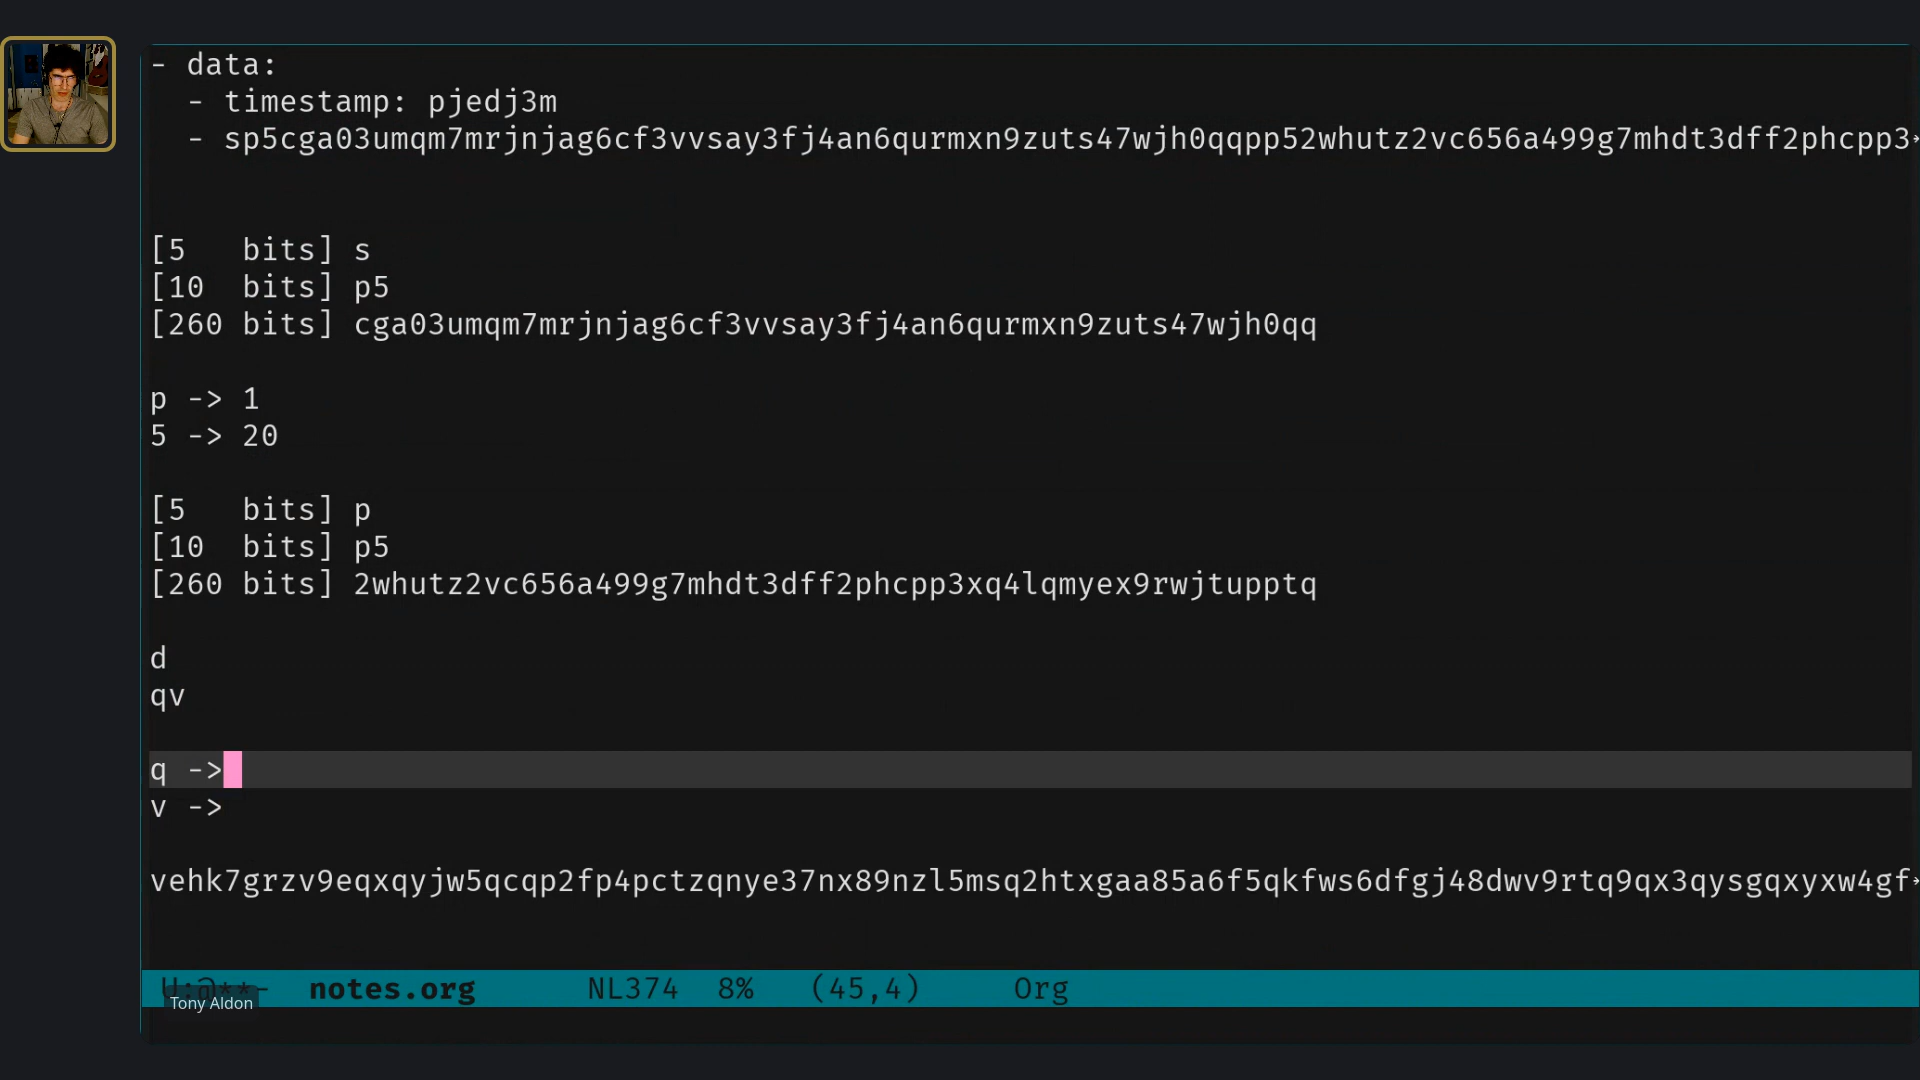 - data:
- timestamp: pjedj3m
- sp5cga03umqm7mrjnjag6cf3vvsay3fj4an6qurmxn9zuts47wjh0qqpp52whutz2vc656a499g7mhdt3dff2phcpp3
[5 bits] s
[10 bits] p5
[260 bits] cga03umqm7mrjnjag6cf3vvsay3fj4an6qurmxn9zuts47wjh0qq
p -> 1
5 -> 20
[5 bits] p
[10 bits] p5
[260 bits] 2whutz2vc656a499g7mhdt3dff2phcpp3xq4lqmyex9rwjtupptq
d
qv
q ->
v ->
vehk7grzv9eqxqyjw5qcqp2fp4pctzqnye37nx89nzl5msq2htxgaa85a6f5qkfws6dfgj48dwv9rtq9qx3qysgqxyxw4gf
U:@**- notes.org NL374 8% (45,4) Org
Tony Aldon